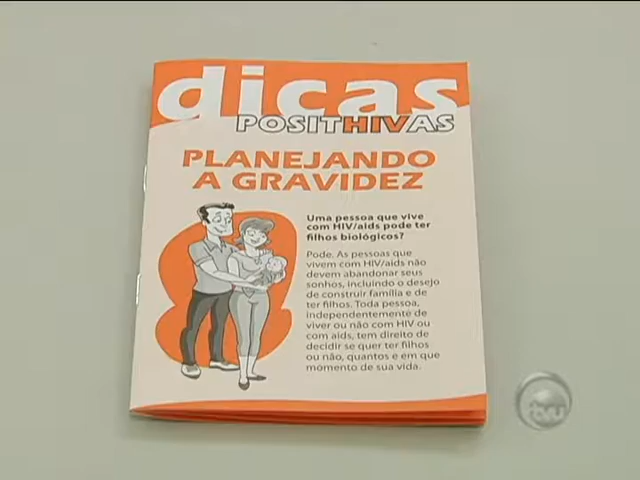 dicas
POSITHIVAS
PLANEJANDO
A GRAVIDEZ
Uma pessoa que vive
com HIV/aids pode ter
filhos biológicos?
Pode. As pessoas que
vivem com HIV/aids não
devem abandonar seus
sonhos, incluindo o desejo
de construir família e de
ter filhos. Toda pessoa,
independentemente de
viver ou não com HIV ou
com aids, tem direito de
decidir se quer ter filhos
ou não, quantos e em que
momento de sua vida.
tvu